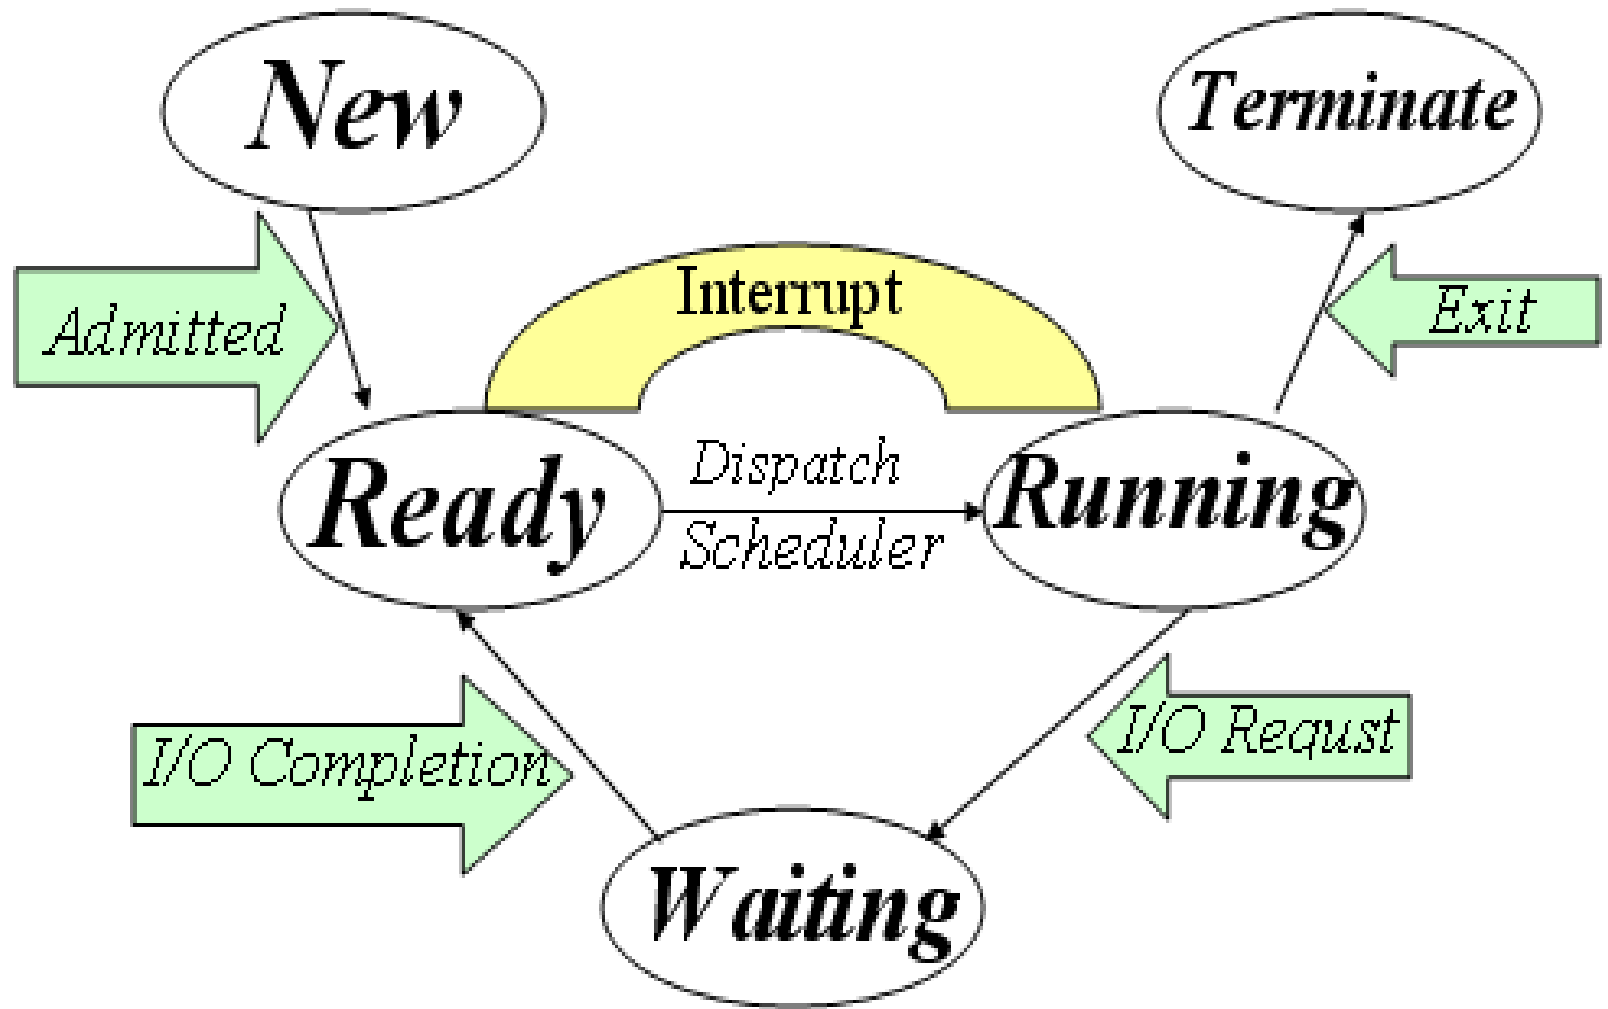 New
Terminate
Interrupt
Admitted
Exit
Dispatch
Ready
Running
Scheduler
I/O Completion
I/O Requst
Waiting